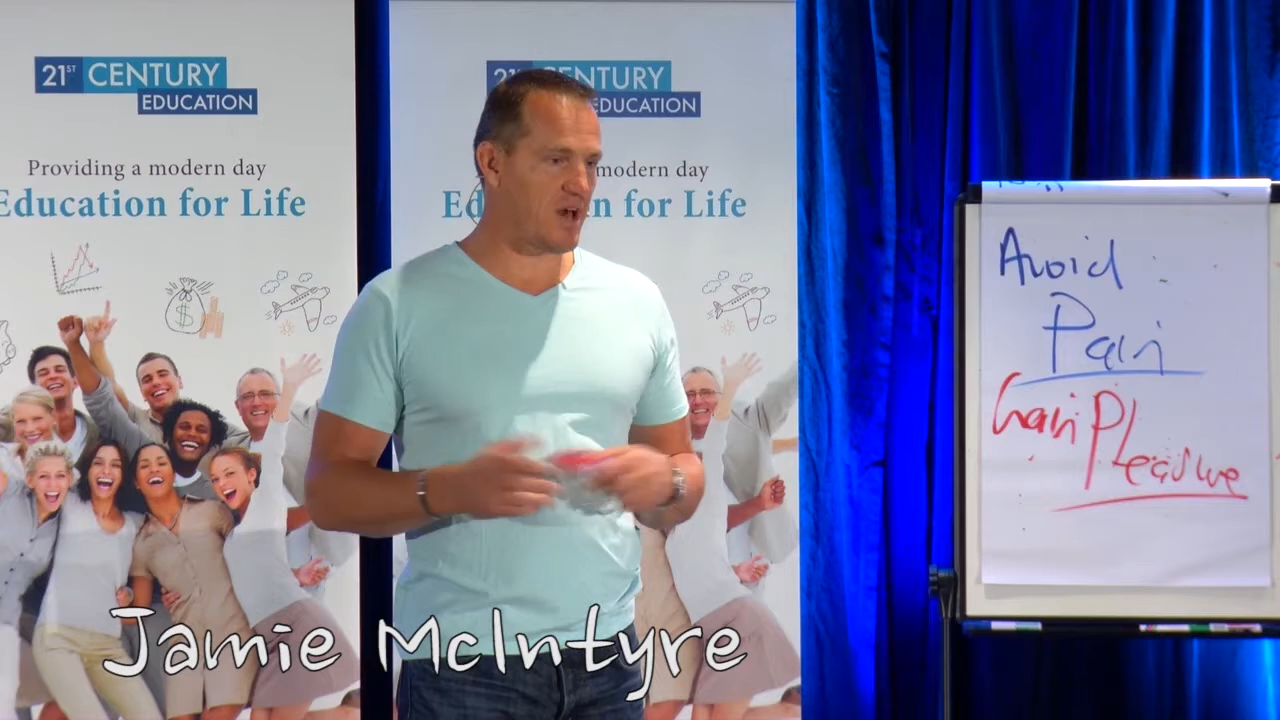 21ST CENTURY
EDUCATION
Providing a modern day
Education for Life
21ST CENTURY
EDUCATION
modern day
Education for Life
Avoid
Pain
Gain Pleasure
Jamie McIntyre